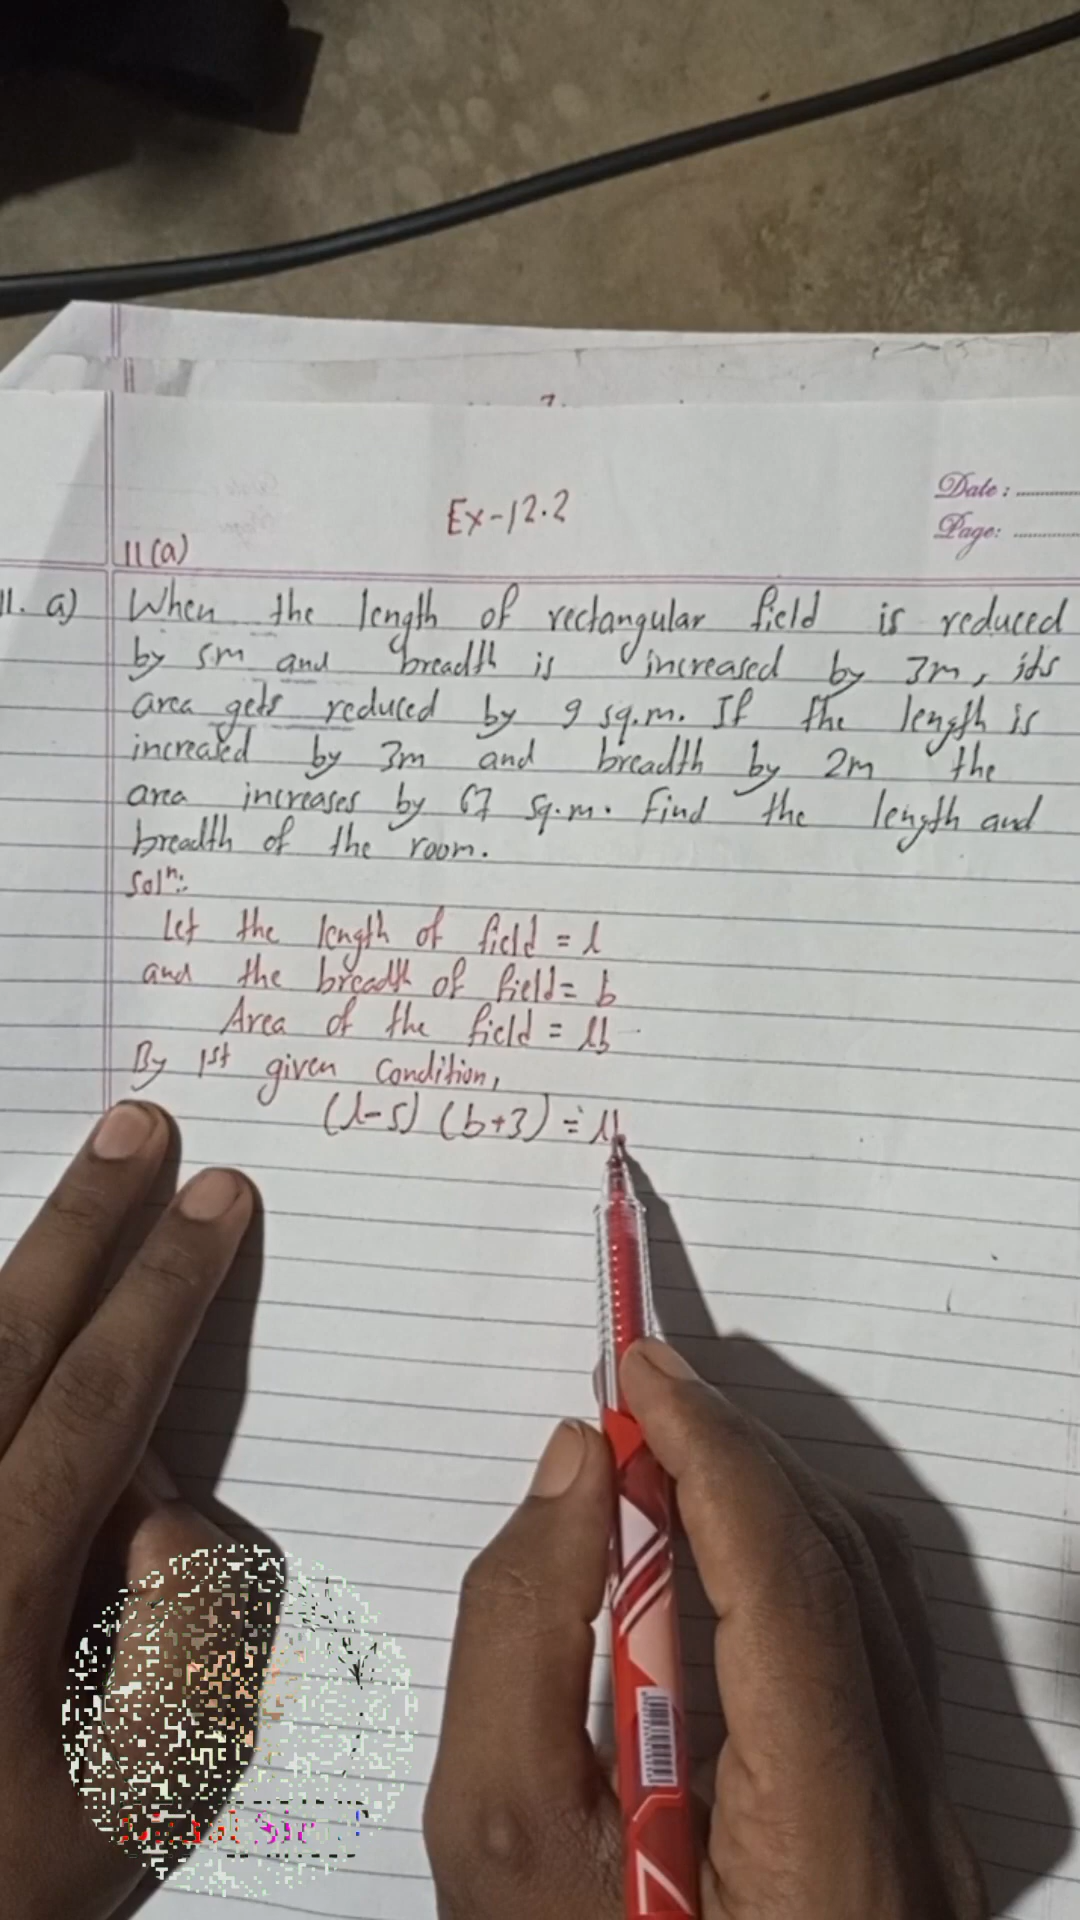 Ex-12.2
Date:
Page:
11(a)
11. a) When the length of rectangular field is reduced
by 5m and breadth is increased by 3m, its
area gets reduced by 9 sq.m. If the length is
increased by 3m and breadth by 2m the
area increases by 67 sq.m. Find the length and
breadth of the room.
Solⁿ:
Let the length of field = l
and the breadth of field = b
Area of the field = lb
By 1st given condition,
(l-5) (b+3) = lb